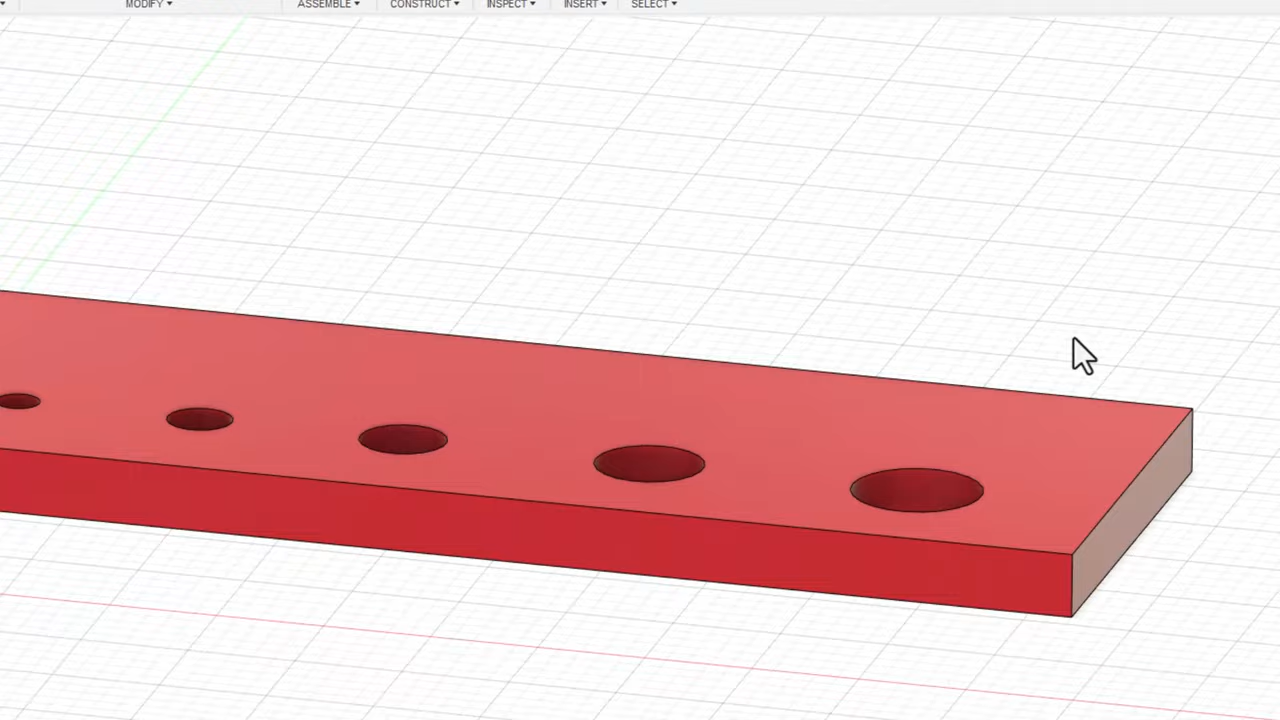 MODIFY ▾ ASSEMBLE ▾ CONSTRUCT ▾ INSPECT ▾ INSERT ▾ SELECT ▾